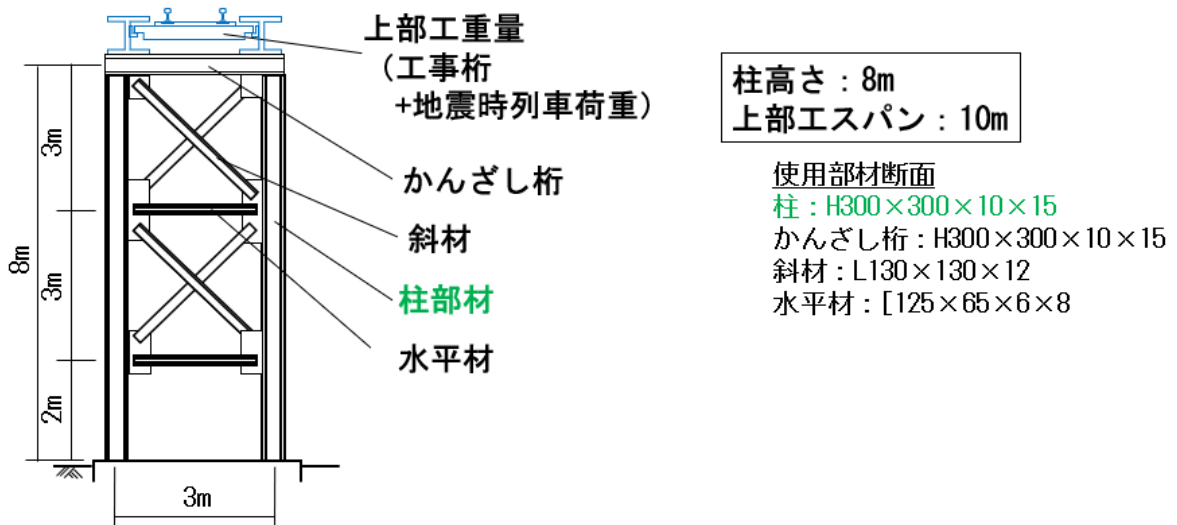 上部工重量
(工事桁
+地震時列車荷重)
かんざし桁
斜材
柱部材
水平材
3m
3m
8m
2m
3m
柱高さ:8m
上部工スパン:10m
使用部材断面
柱:H300×300×10×15
かんざし桁:H300×300×10×15
斜材:L130×130×12
水平材:[125×65×6×8